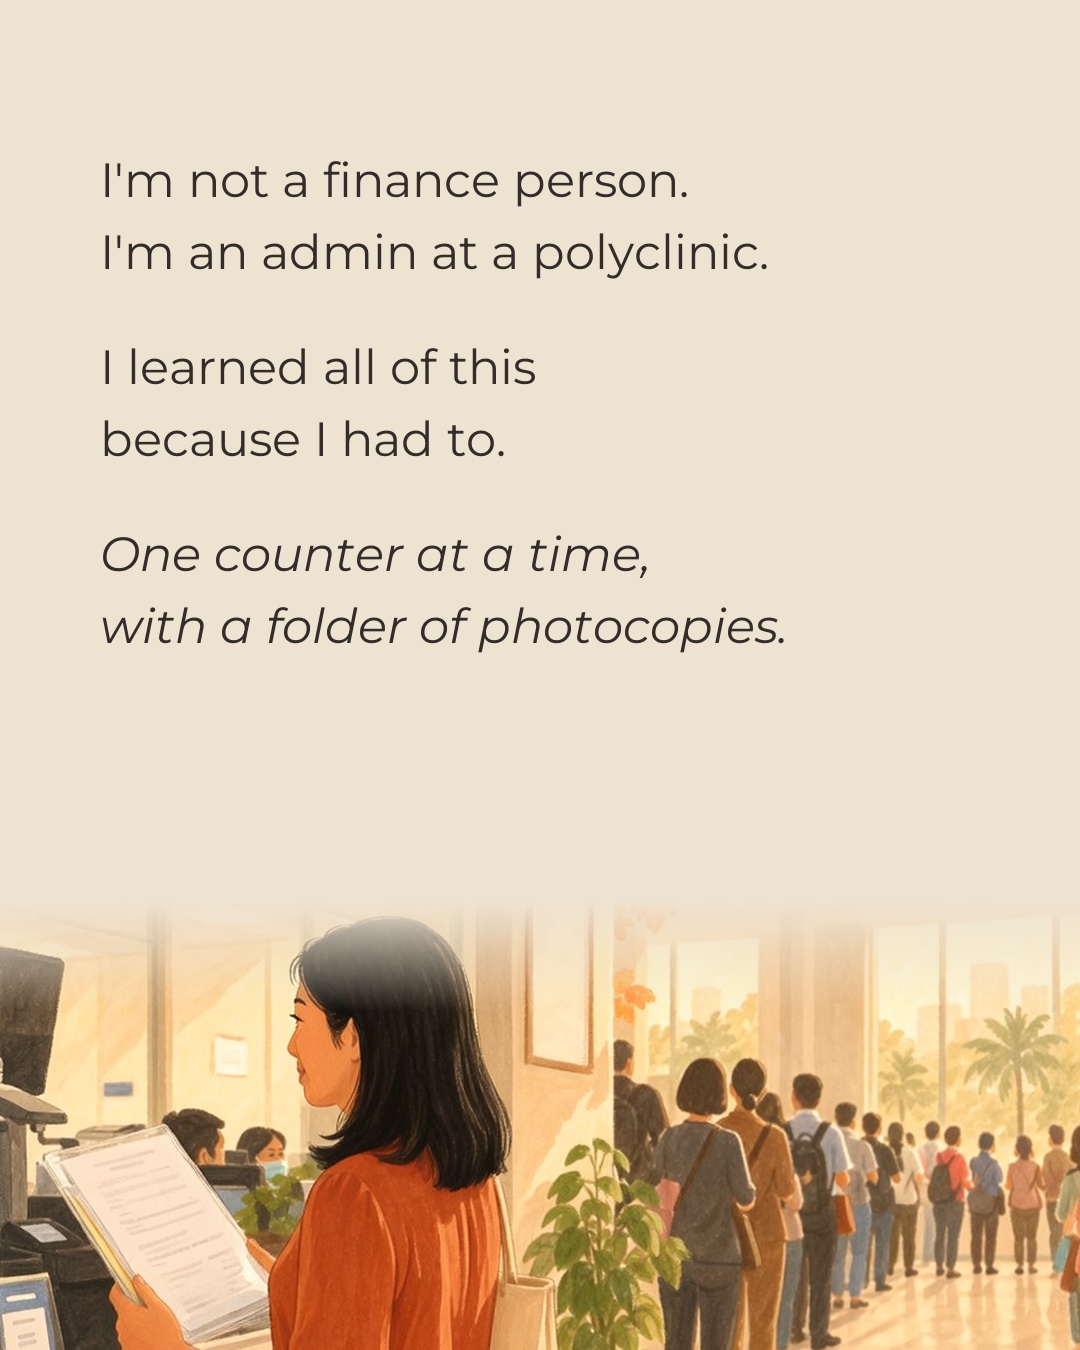 I'm not a finance person.
I'm an admin at a polyclinic.
I learned all of this
because I had to.
One counter at a time,
with a folder of photocopies.